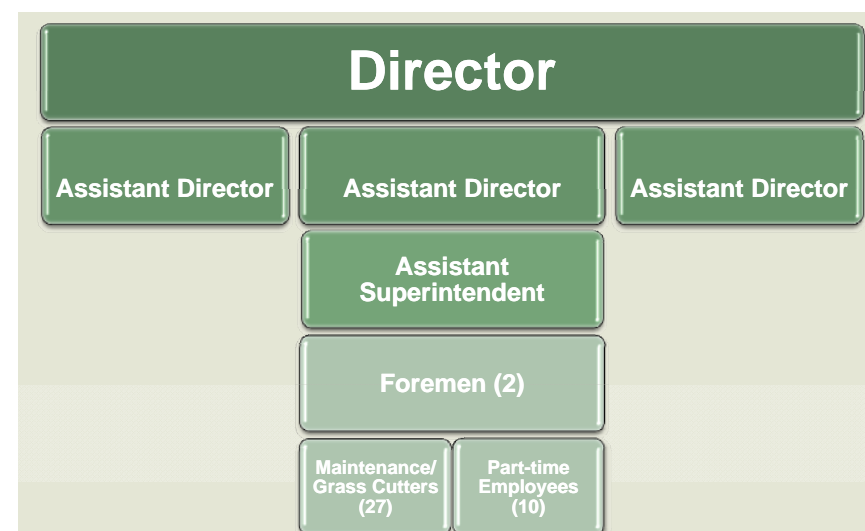 Director
Assistant Director
Assistant Director
Assistant Director
Assistant
Superintendent
Foremen (2)
Maintenance/
Grass Cutters
(27)
Part-time
Employees
(10)